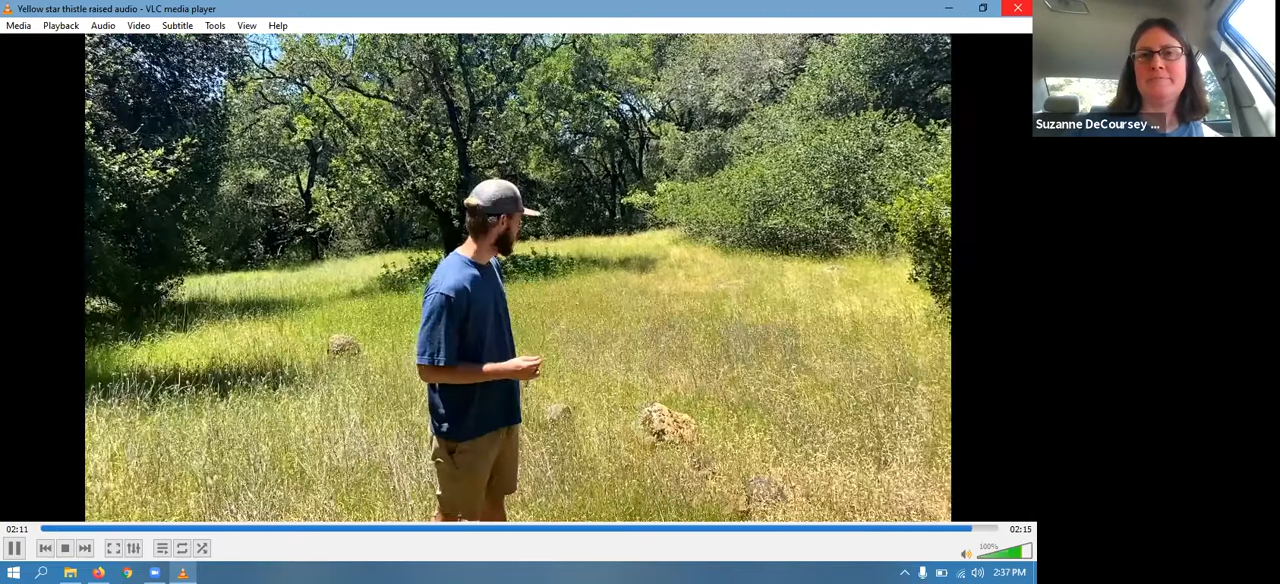 Yellow star thistle raised audio - VLC media player
Media Playback Audio Video Subtitle Tools View Help
Suzanne DeCoursey ...
02:11
02:15
100%
2:37 PM